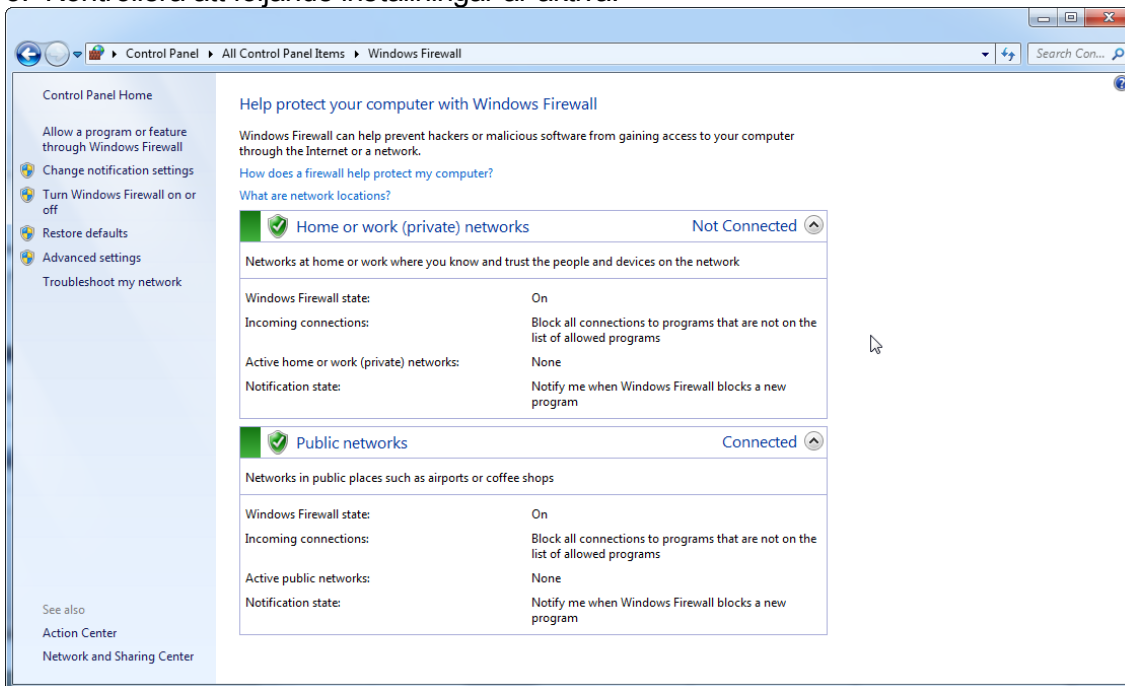 Kontrollera att följande inställningar är aktiva:
Control Panel ▸ All Control Panel Items ▸ Windows Firewall
Search Con...
Control Panel Home
Allow a program or feature
through Windows Firewall
Change notification settings
Turn Windows Firewall on or
off
Restore defaults
Advanced settings
Troubleshoot my network
See also
Action Center
Network and Sharing Center
Help protect your computer with Windows Firewall
Windows Firewall can help prevent hackers or malicious software from gaining access to your computer
through the Internet or a network.
How does a firewall help protect my computer?
What are network locations?
Home or work (private) networks Not Connected
Networks at home or work where you know and trust the people and devices on the network
Windows Firewall state: On
Incoming connections: Block all connections to programs that are not on the
list of allowed programs
Active home or work (private) networks: None
Notification state: Notify me when Windows Firewall blocks a new
program
Public networks Connected
Networks in public places such as airports or coffee shops
Windows Firewall state: On
Incoming connections: Block all connections to programs that are not on the
list of allowed programs
Active public networks: None
Notification state: Notify me when Windows Firewall blocks a new
program